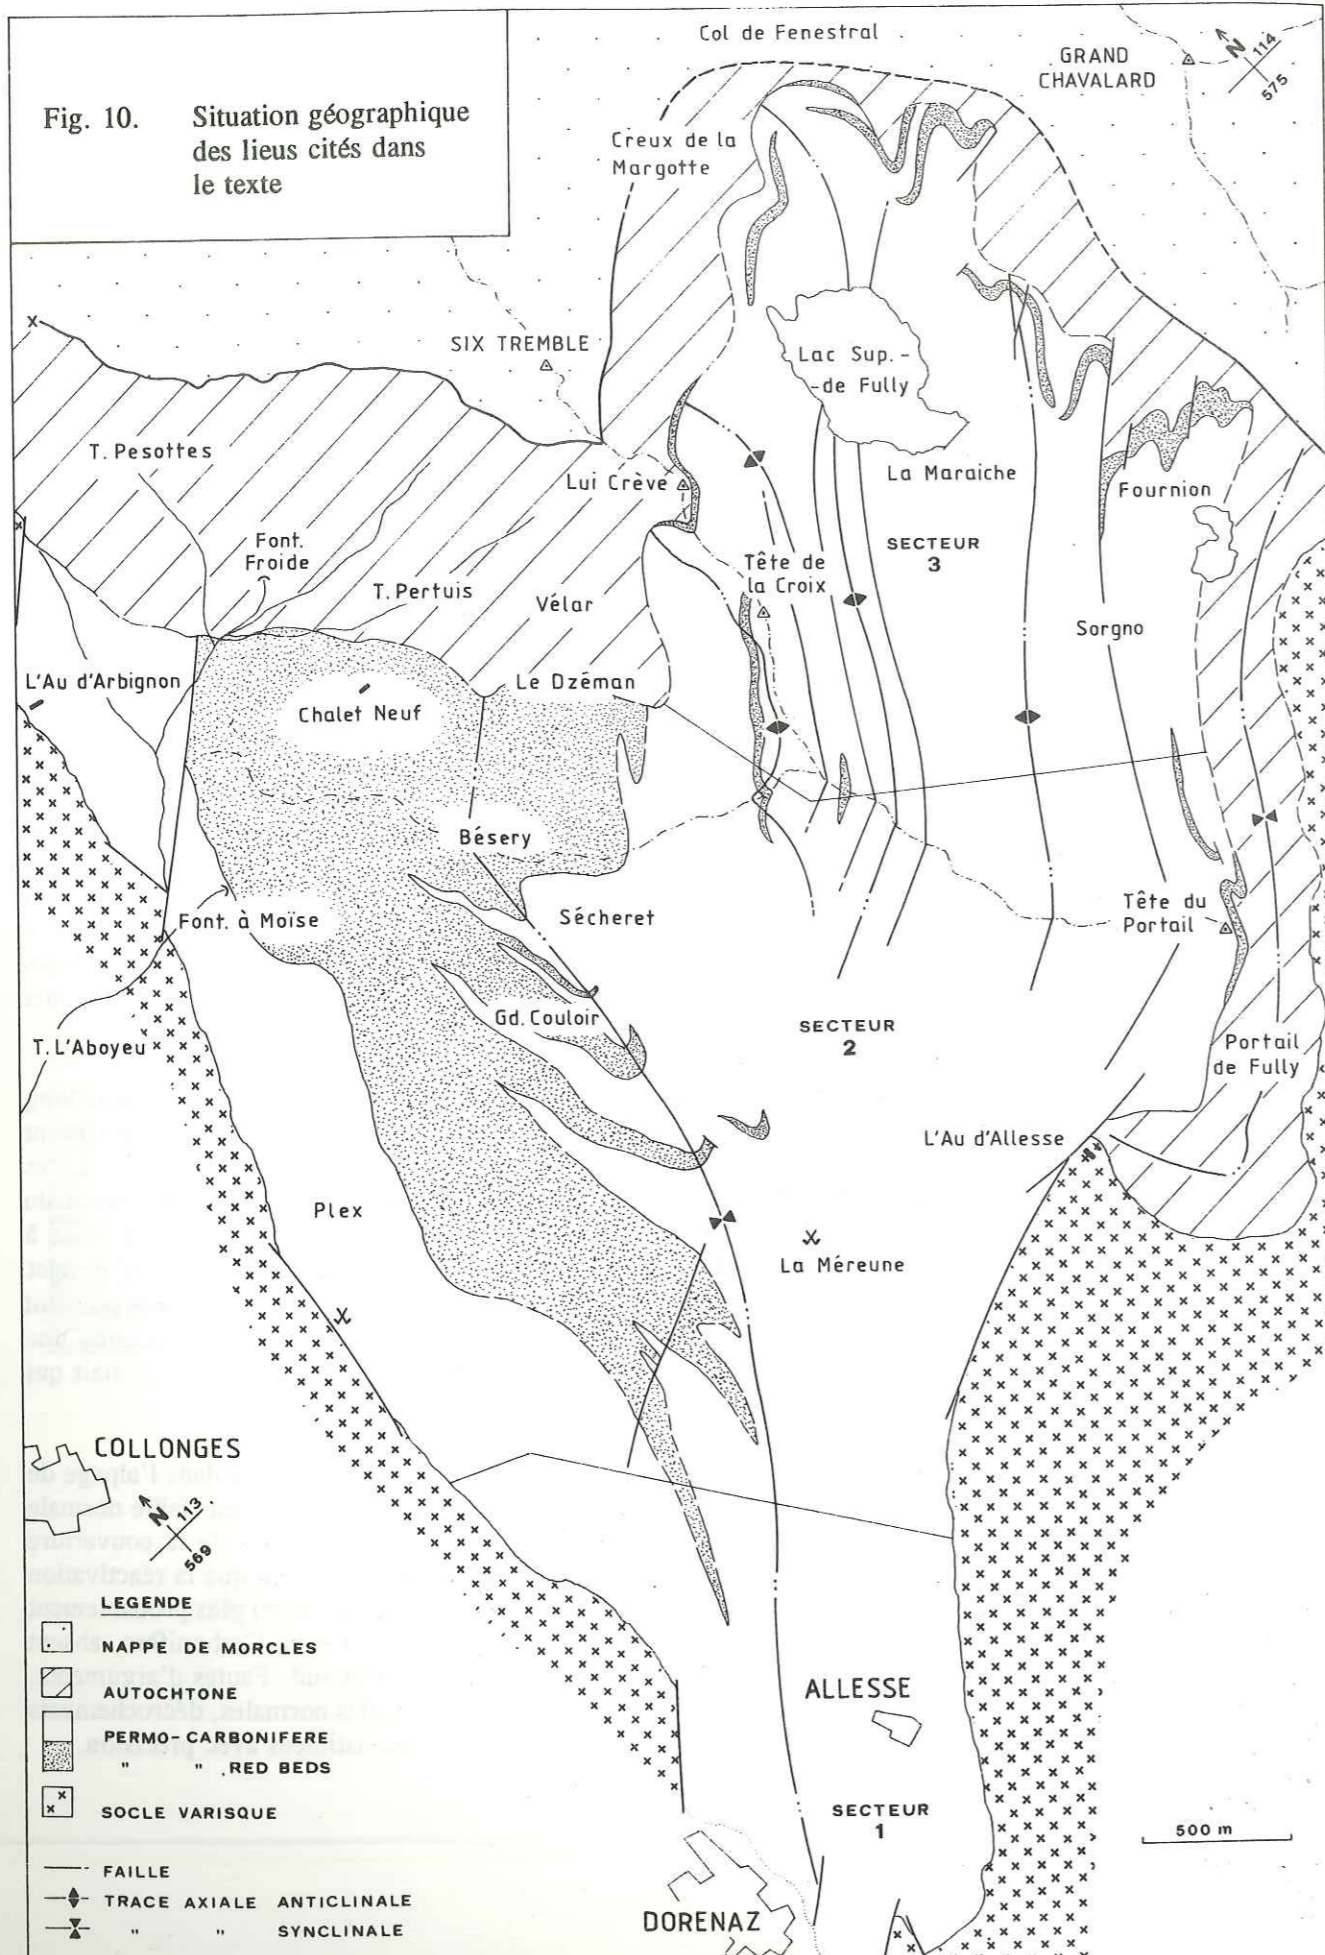 Fig. 10. Situation géographique
des lieus cités dans
le texte
Col de Fenestral
GRAND
CHAVALARD
N
114
575
Creux de la
Margotte
SIX TREMBLE
Lac Sup. -
- de Fully
T. Pesottes
Lui Crève
La Maraiche
Fournion
Font.
Froide
SECTEUR
3
Tête de
la Croix
T. Pertuis
Vélar
Sorgno
L'Au d'Arbignon
Le Dzéman
Chalet Neuf
Bésery
Font. à Moïse
Sécheret
Tête du
Portail
Gd. Couloir
SECTEUR
2
T. L'Aboyeu
Portail
de Fully
L'Au d'Allesse
Plex
La Méreune
COLLONGES
N
113
569
LEGENDE
NAPPE DE MORCLES
AUTOCHTONE
PERMO-CARBONIFERE
" " , RED BEDS
SOCLE VARISQUE
ALLESSE
SECTEUR
1
500 m
FAILLE
TRACE AXIALE ANTICLINALE
" " SYNCLINALE
DORENAZ